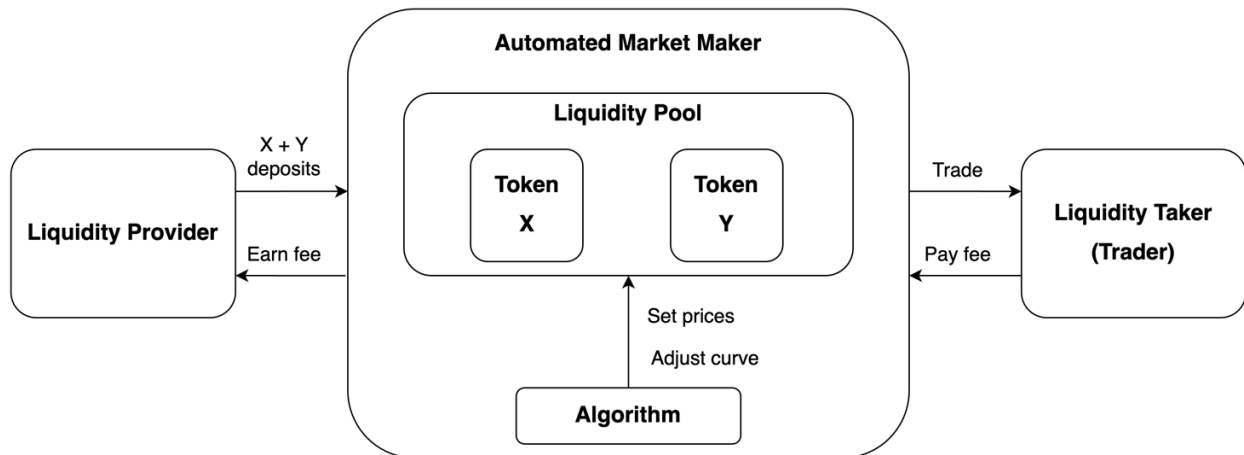 Automated Market Maker
Liquidity Pool
X + Y
deposits
Token
X
Token
Y
Trade
Liquidity Provider
Liquidity Taker
(Trader)
Earn fee
Pay fee
Set prices
Adjust curve
Algorithm